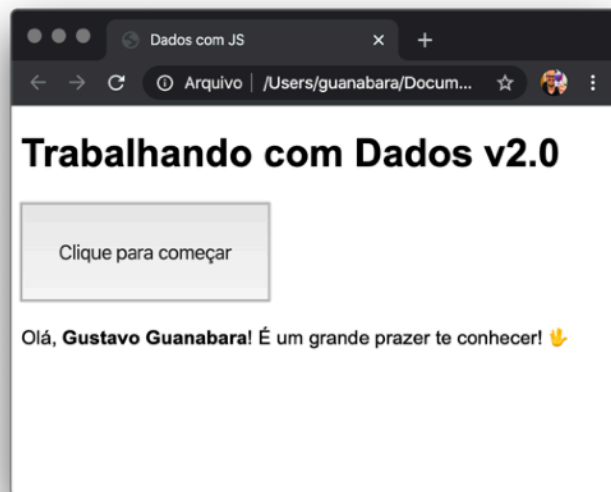 Dados com JS
Arquivo | /Users/guanabara/Docum...
Trabalhando com Dados v2.0
Clique para começar
Olá, Gustavo Guanabara! É um grande prazer te conhecer! 🖖